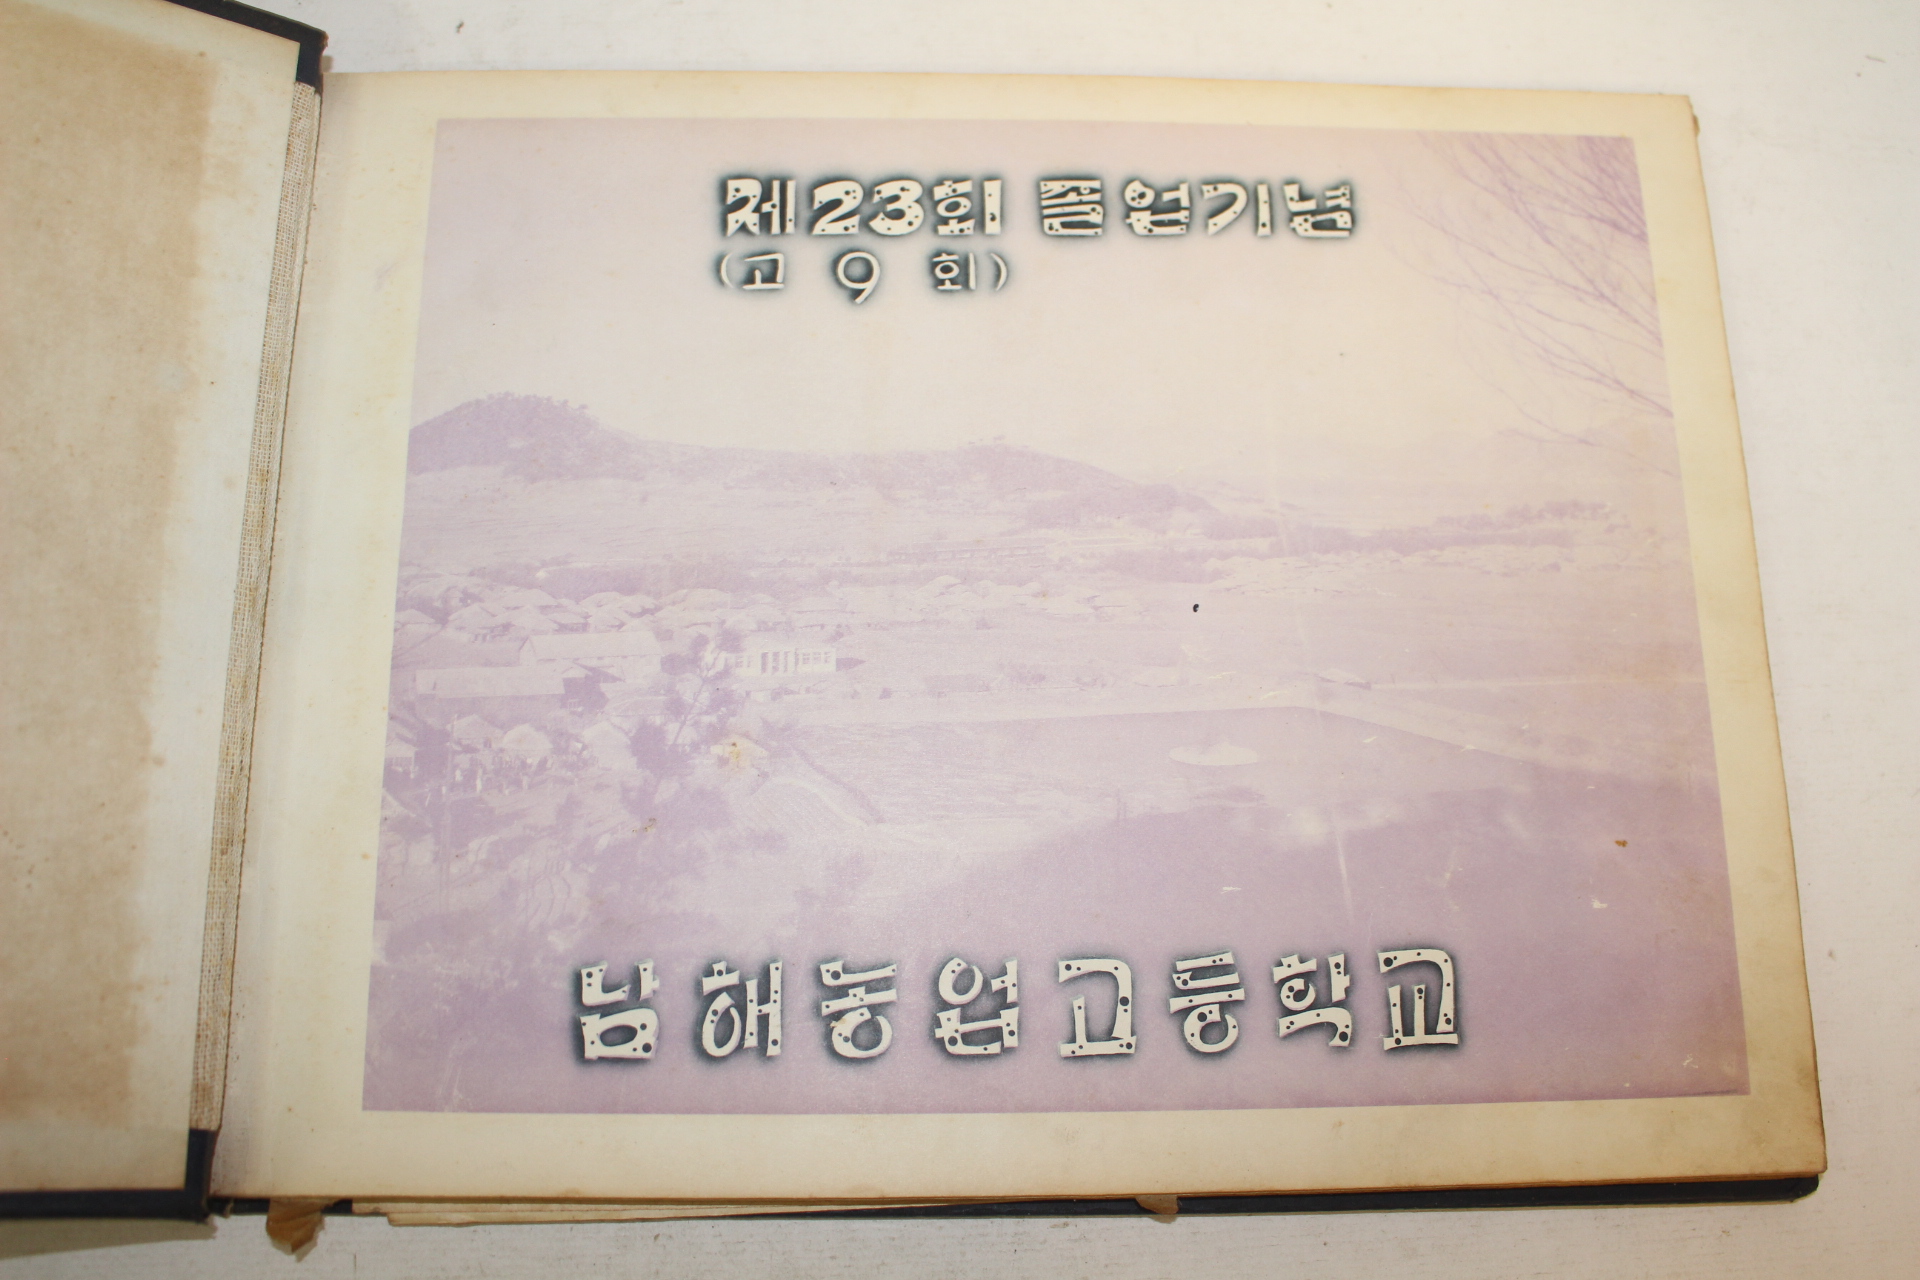 제23회 졸업기념
(고 9 회)
남해농업고등학교